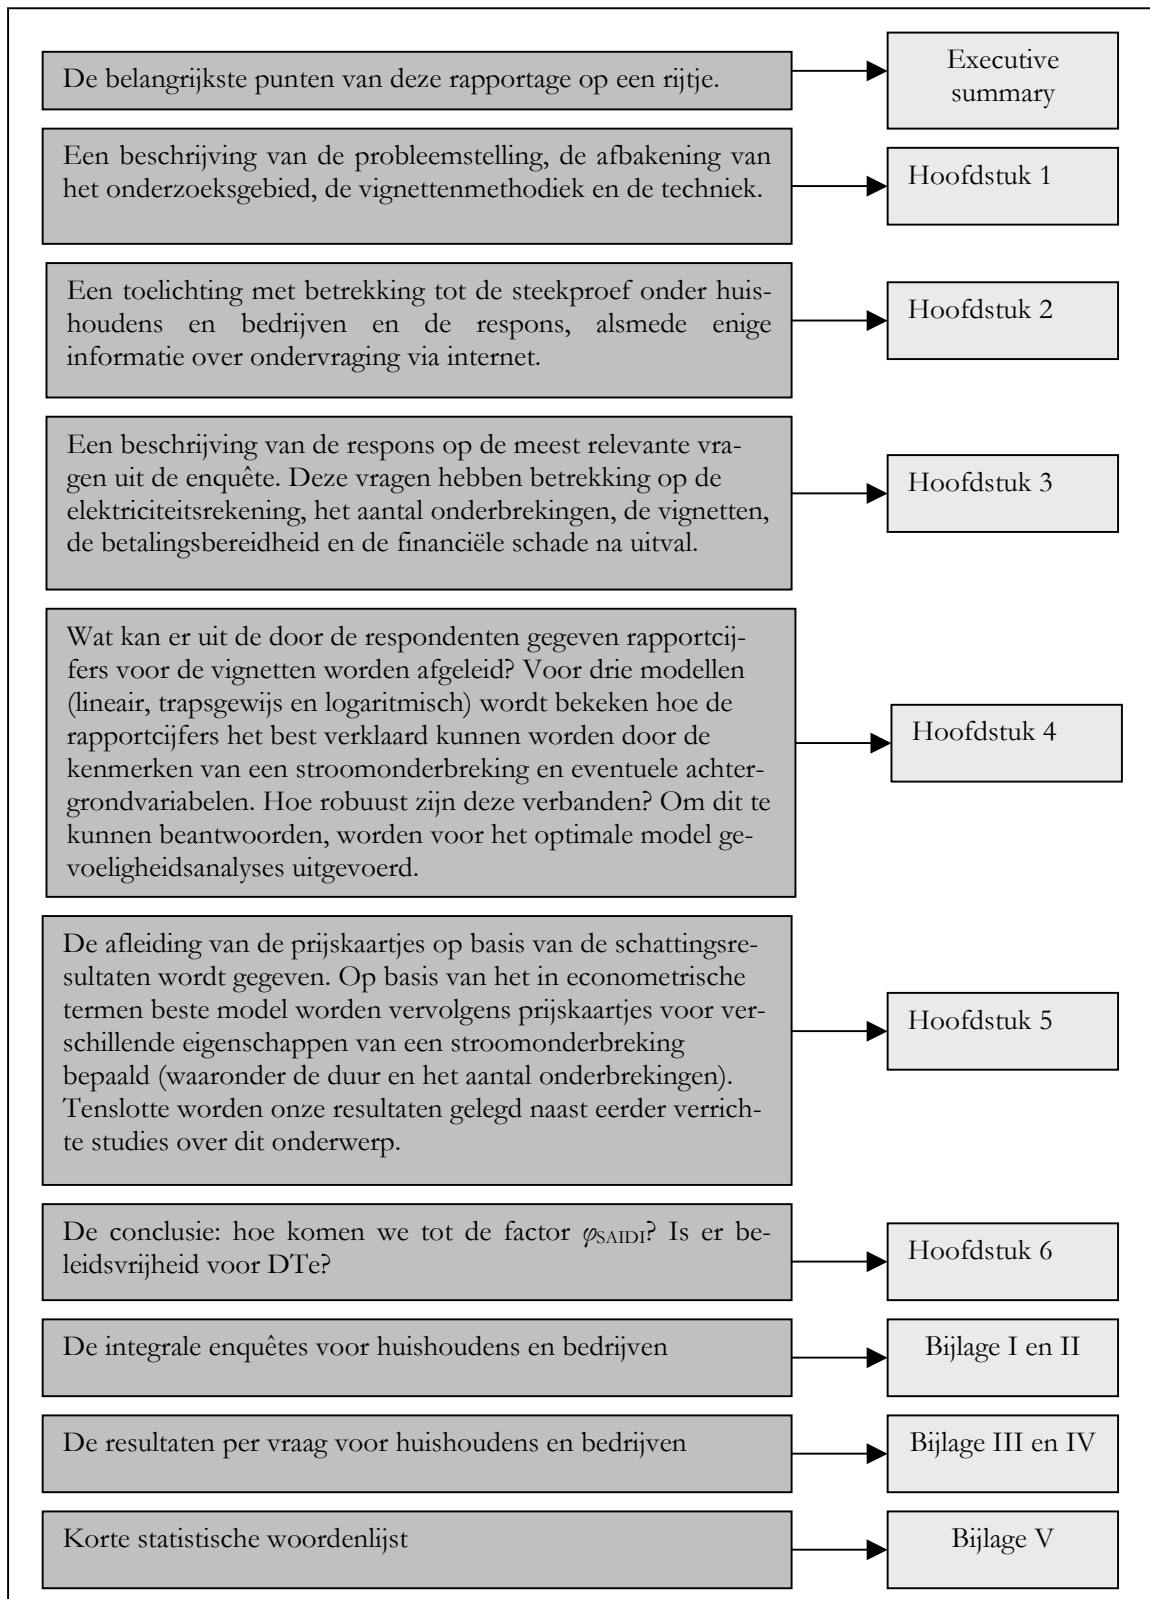 De belangrijkste punten van deze rapportage op een rijtje.
Executive
summary
Een beschrijving van de probleemstelling, de afbakening van
het onderzoeksgebied, de vignettenmethodiek en de techniek.
Hoofdstuk 1
Een toelichting met betrekking tot de steekproef onder huis-
houdens en bedrijven en de respons, alsmede enige
informatie over ondervraging via internet.
Hoofdstuk 2
Een beschrijving van de respons op de meest relevante vra-
gen uit de enquête. Deze vragen hebben betrekking op de
elektriciteitsrekening, het aantal onderbrekingen, de vignetten,
de betalingsbereidheid en de financiële schade na uitval.
Hoofdstuk 3
Wat kan er uit de door de respondenten gegeven rapportcij-
fers voor de vignetten worden afgeleid? Voor drie modellen
(lineair, trapsgewijs en logaritmisch) wordt bekeken hoe de
rapportcijfers het best verklaard kunnen worden door de
kenmerken van een stroomonderbreking en eventuele achter-
grondvariabelen. Hoe robuust zijn deze verbanden? Om dit te
kunnen beantwoorden, worden voor het optimale model ge-
voeligheidsanalyses uitgevoerd.
Hoofdstuk 4
De afleiding van de prijskaartjes op basis van de schattingsre-
sultaten wordt gegeven. Op basis van het in econometrische
termen beste model worden vervolgens prijskaartjes voor ver-
schillende eigenschappen van een stroomonderbreking
bepaald (waaronder de duur en het aantal onderbrekingen).
Tenslotte worden onze resultaten gelegd naast eerder verrich-
te studies over dit onderwerp.
Hoofdstuk 5
De conclusie: hoe komen we tot de factor φSAIDI? Is er be-
leidsvrijheid voor DTe?
Hoofdstuk 6
De integrale enquêtes voor huishoudens en bedrijven
Bijlage I en II
De resultaten per vraag voor huishoudens en bedrijven
Bijlage III en IV
Korte statistische woordenlijst
Bijlage V